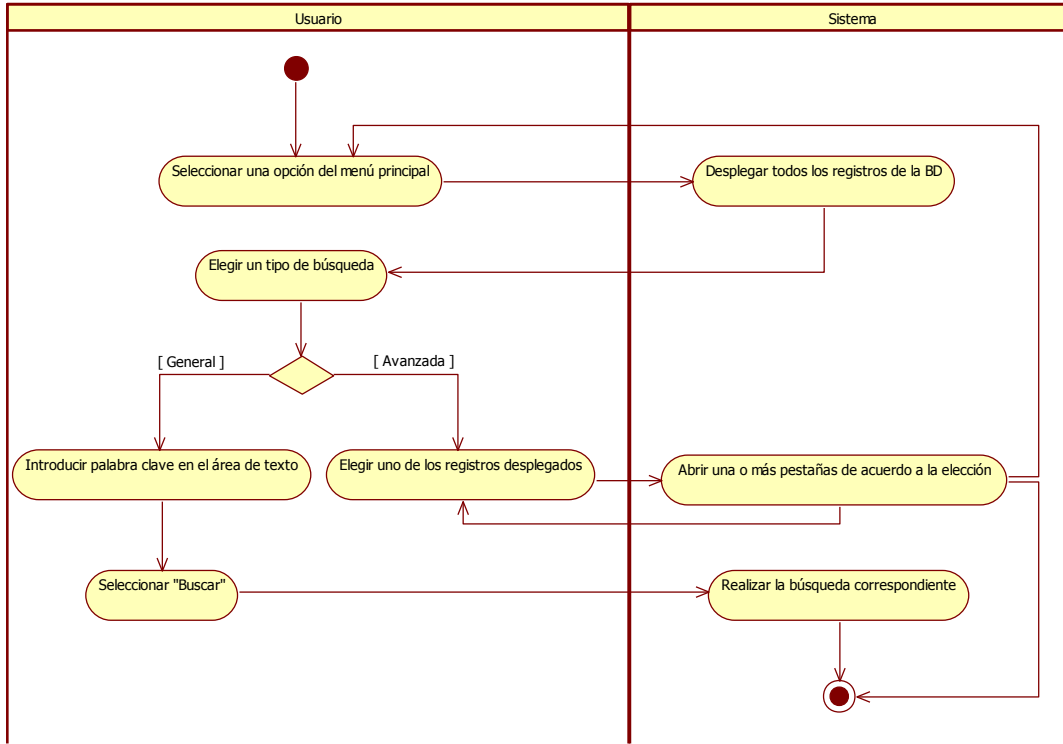 Usuario
Sistema
Seleccionar una opción del menú principal
Desplegar todos los registros de la BD
Elegir un tipo de búsqueda
[ General ]
[ Avanzada ]
Introducir palabra clave en el área de texto
Elegir uno de los registros desplegados
Abrir una o más pestañas de acuerdo a la elección
Seleccionar "Buscar"
Realizar la búsqueda correspondiente